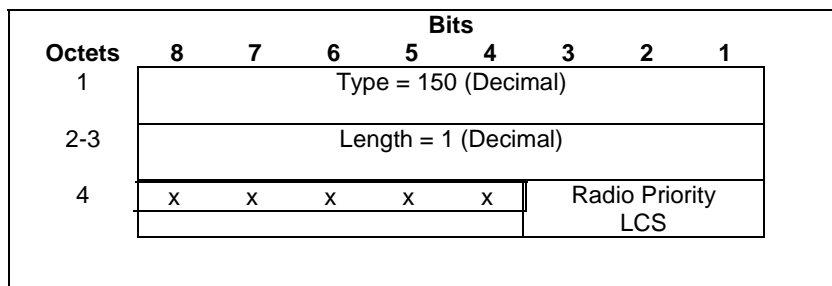 Bits
Octets 8 7 6 5 4 3 2 1
1 Type = 150 (Decimal)
2-3 Length = 1 (Decimal)
4 x x x x x Radio Priority
LCS